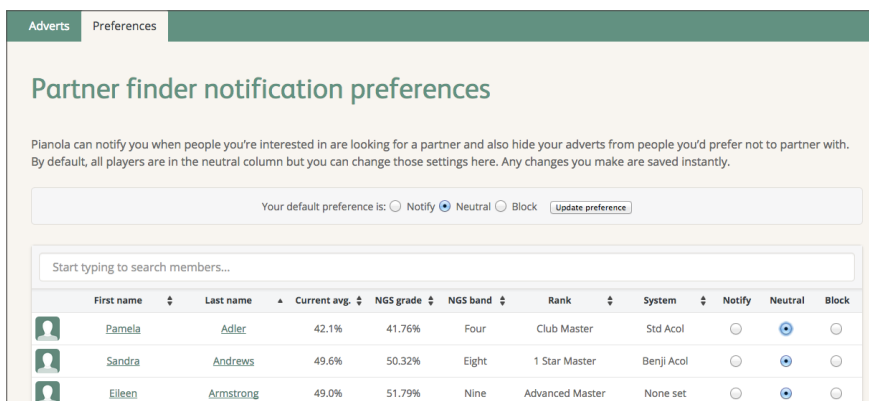 Adverts Preferences
Partner finder notification preferences
Pianola can notify you when people you're interested in are looking for a partner and also hide your adverts from people you'd prefer not to partner with.
By default, all players are in the neutral column but you can change those settings here. Any changes you make are saved instantly.
Your default preference is: Notify Neutral Block Update preference
Start typing to search members...
First name Last name Current avg. NGS grade NGS band Rank System Notify Neutral Block
Pamela Adler 42.1% 41.76% Four Club Master Std Acol
Sandra Andrews 49.6% 50.32% Eight 1 Star Master Benji Acol
Eileen Armstrong 49.0% 51.79% Nine Advanced Master None set